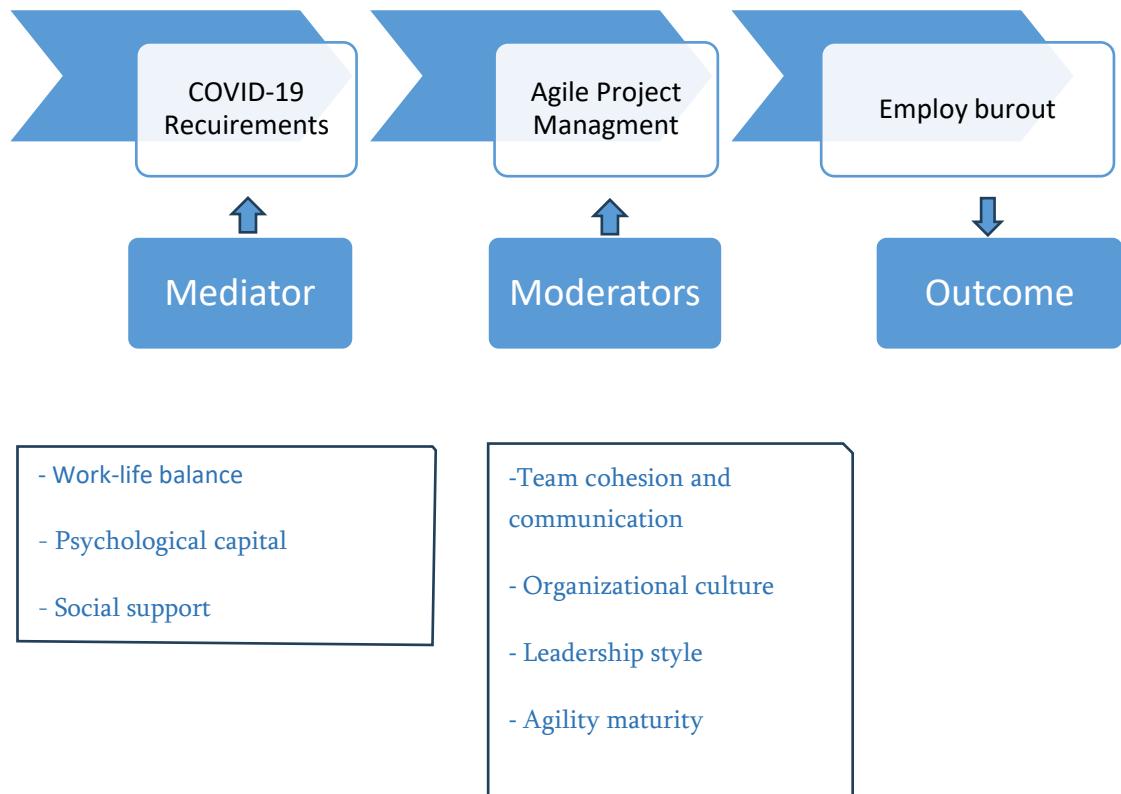 COVID-19
Recuirements
Agile Project
Managment
Employ burout
Mediator
Moderators
Outcome
- Work-life balance
- Psychological capital
- Social support
-Team cohesion and
communication
- Organizational culture
- Leadership style
- Agility maturity